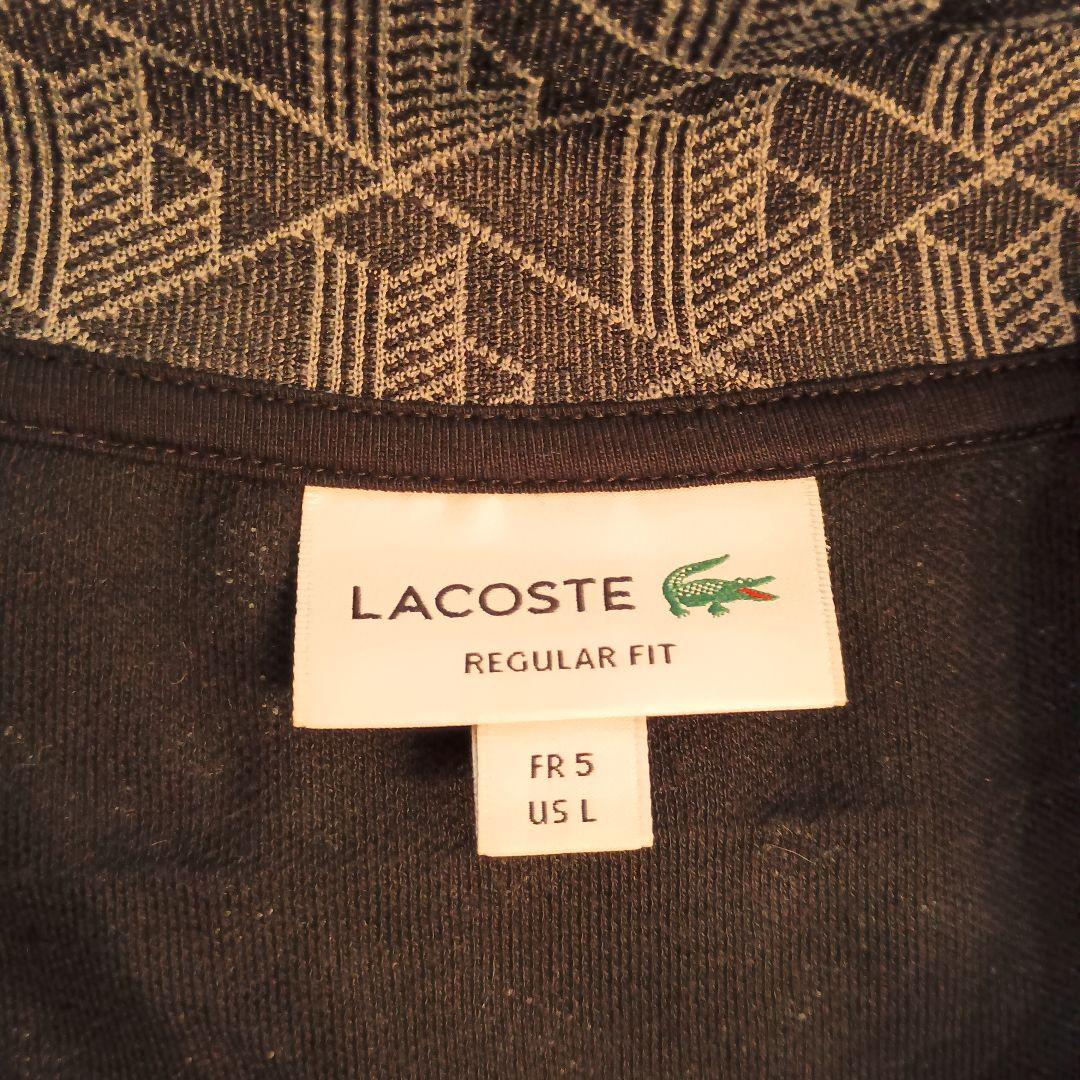 LACOSTE
REGULAR FIT
FR 5
US L